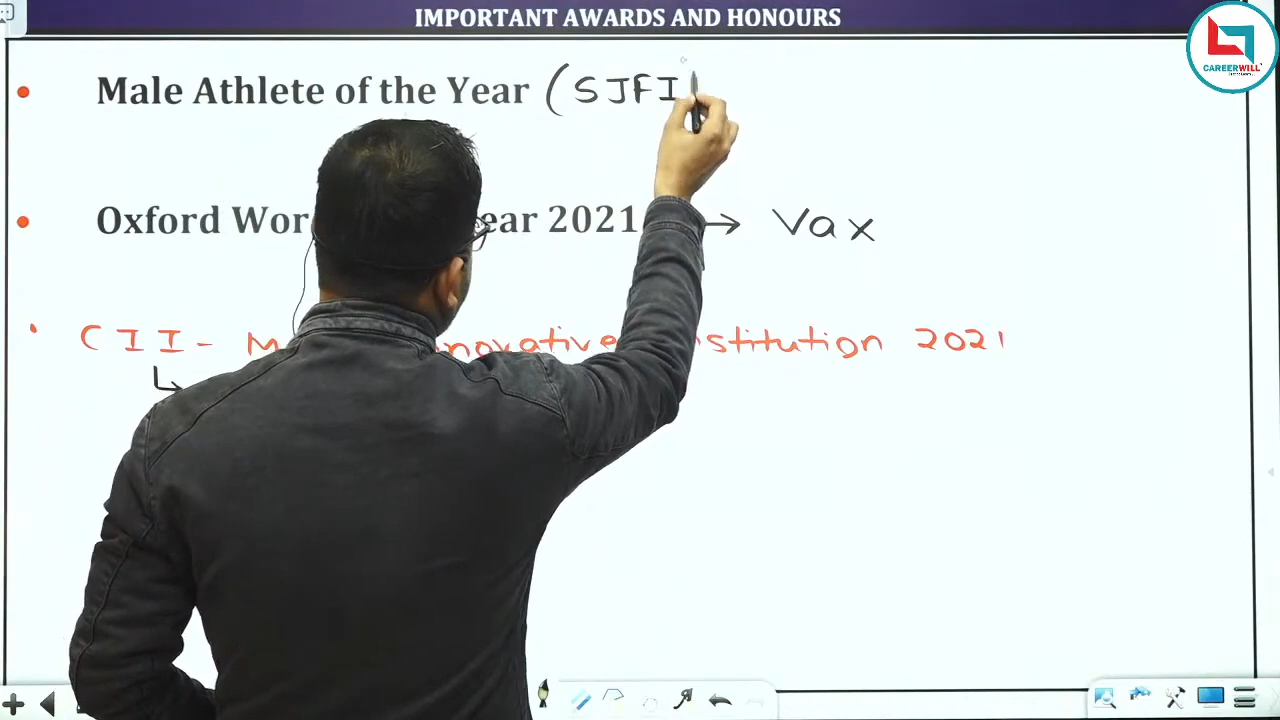 IMPORTANT AWARDS AND HONOURS
CAREERWILL
Male Athlete of the Year (SJFI
Oxford ear 2021 → Vax
CII - novative stitution 2021